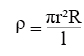 ρ = πr²R / l